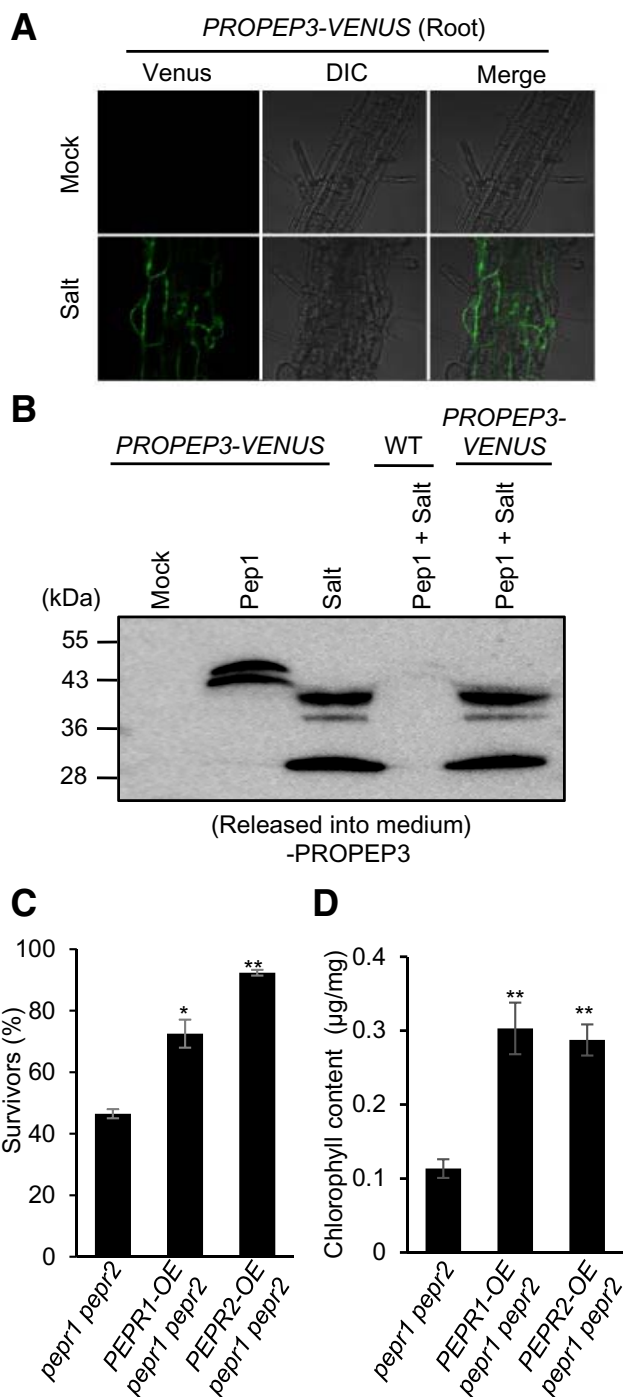 A
PROPEP3-VENUS (Root)
Venus DIC Merge
Mock
Salt
B
PROPEP3-VENUS WT PROPEP3-
VENUS
Mock
Pep1
Salt
Pep1 + Salt
Pep1 + Salt
(kDa)
55
43
36
28
(Released into medium)
-PROPEP3
C
Survivors (%)
100
80
60
40
20
0
*
**
pepr1 pepr2
PEPR1-OE
pepr1 pepr2
PEPR2-OE
pepr1 pepr2
D
Chlorophyll content (µg/mg)
0.4
0.3
0.2
0.1
0
**
**
pepr1 pepr2
PEPR1-OE
pepr1 pepr2
PEPR2-OE
pepr1 pepr2